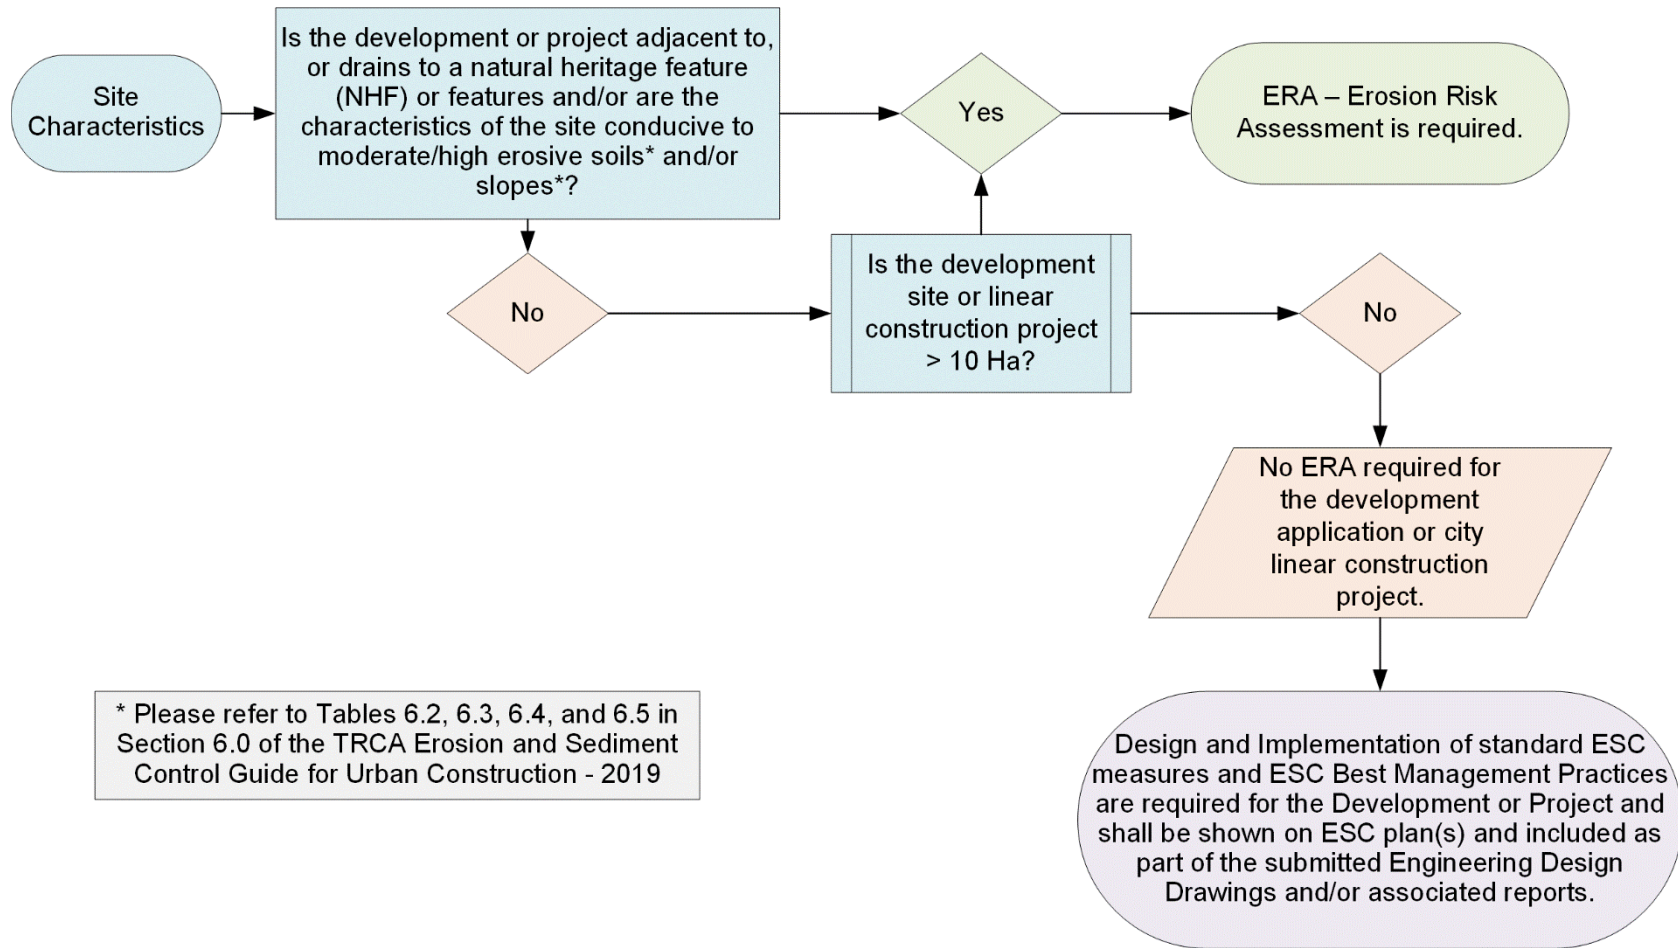 Site
Characteristics
Is the development or project adjacent to,
or drains to a natural heritage feature
(NHF) or features and/or are the
characteristics of the site conducive to
moderate/high erosive soils* and/or
slopes*?
Yes
ERA – Erosion Risk
Assessment is required.
No
Is the development
site or linear
construction project
> 10 Ha?
No
No ERA required for
the development
application or city
linear construction
project.
* Please refer to Tables 6.2, 6.3, 6.4, and 6.5 in
Section 6.0 of the TRCA Erosion and Sediment
Control Guide for Urban Construction - 2019
Design and Implementation of standard ESC
measures and ESC Best Management Practices
are required for the Development or Project and
shall be shown on ESC plan(s) and included as
part of the submitted Engineering Design
Drawings and/or associated reports.